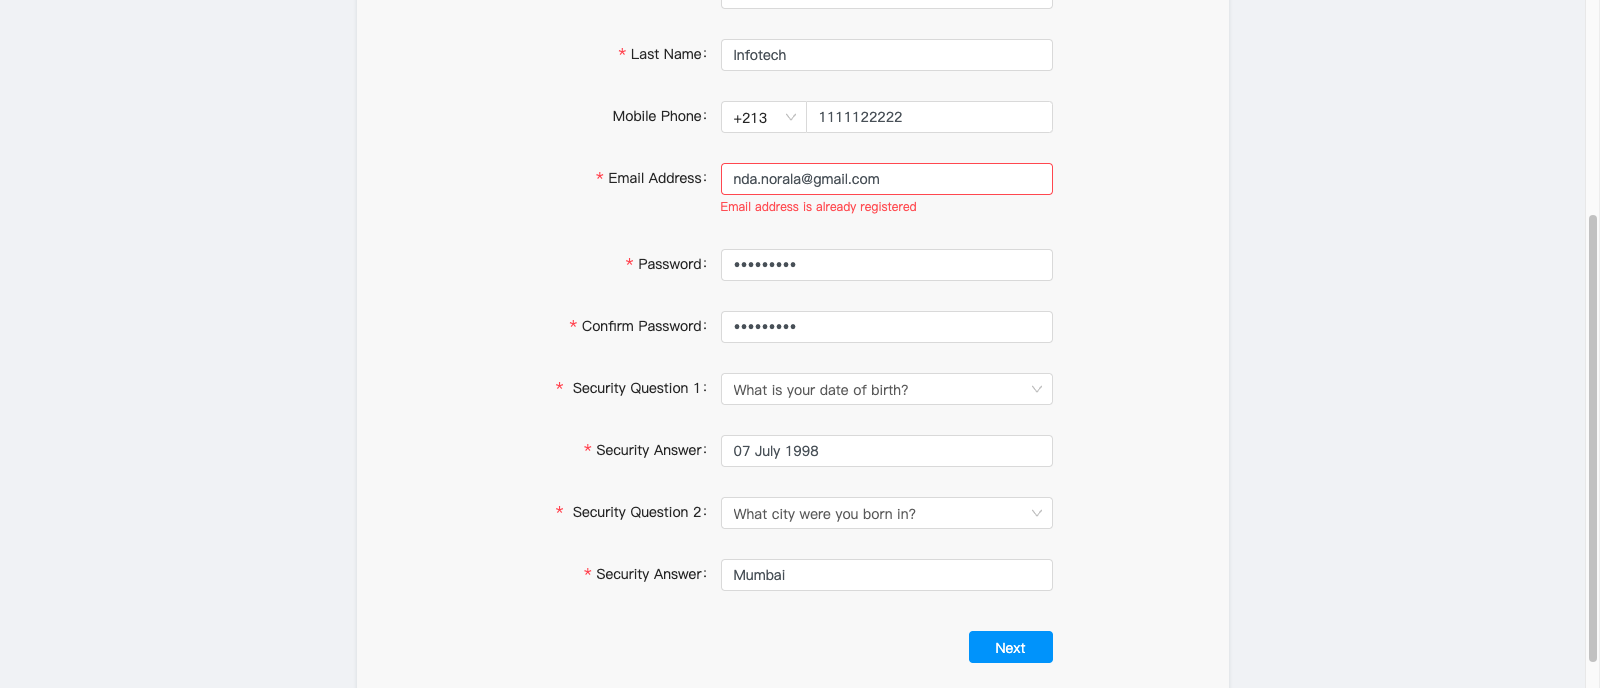 * Last Name: Infotech
Mobile Phone: +213 1111122222
* Email Address: nda.norala@gmail.com
Email address is already registered
* Password: •••••••••
* Confirm Password: •••••••••
* Security Question 1: What is your date of birth?
* Security Answer: 07 July 1998
* Security Question 2: What city were you born in?
* Security Answer: Mumbai
Next